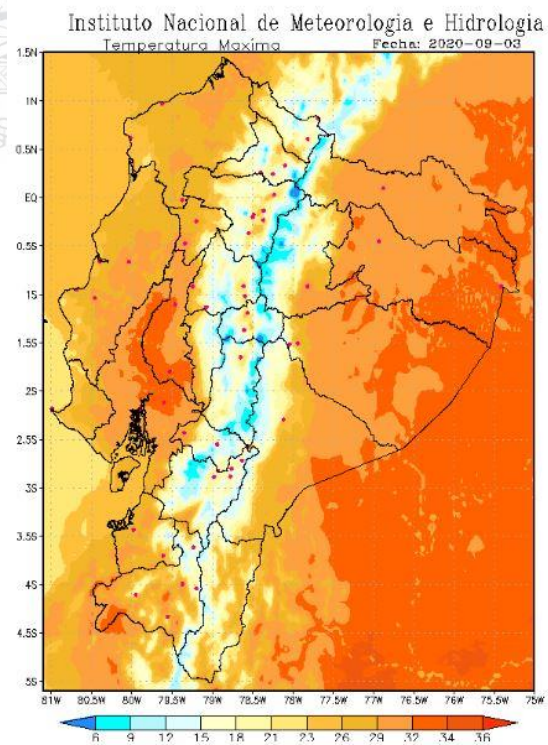 Instituto Nacional de Meteorologia e Hidrologia
Temperatura Maxima Fecha: 2020-09-03
1.5N
1N
0.5N
EQ
0.5S
1S
1.5S
2S
2.5S
3S
3.5S
4S
4.5S
5S
81W 80.5W 80W 79.5W 79W 78.5W 78W 77.5W 77W 76.5W 76W 75.5W 75W
6 9 12 15 18 21 23 26 29 32 34 36